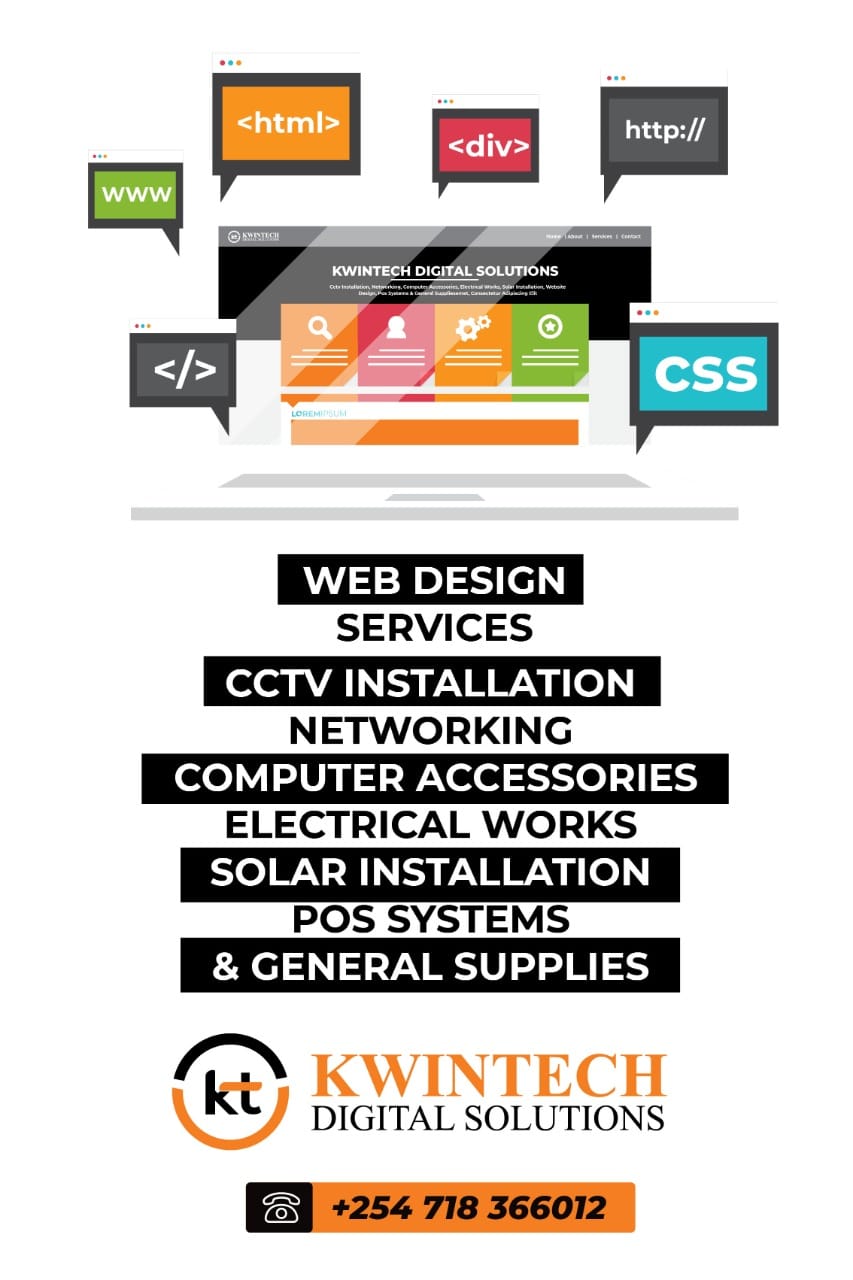 <html>
<div>
http://
www
KWINTECH
DIGITAL SOLUTIONS
Home | About | Services | Contact
KWINTECH DIGITAL SOLUTIONS
Cctv Installation, Networking, Computer Accessories, Electrical Works, Solar Installation, Website
Design, Pos Systems & General Suppliesamet, Consectetur Adipiscing Elit
</>
CSS
LOREMIPSUM
WEB DESIGN
SERVICES
CCTV INSTALLATION
NETWORKING
COMPUTER ACCESSORIES
ELECTRICAL WORKS
SOLAR INSTALLATION
POS SYSTEMS
& GENERAL SUPPLIES
kt
KWINTECH
DIGITAL SOLUTIONS
+254 718 366012